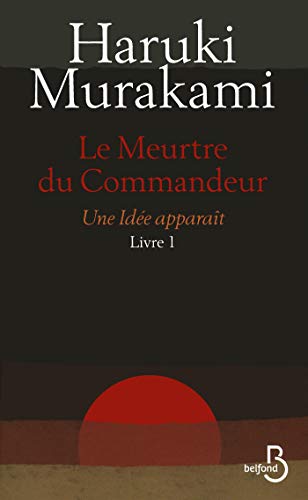 Haruki
Murakami
Le Meurtre
du Commandeur
Une Idée apparaît
Livre 1
B
belfond